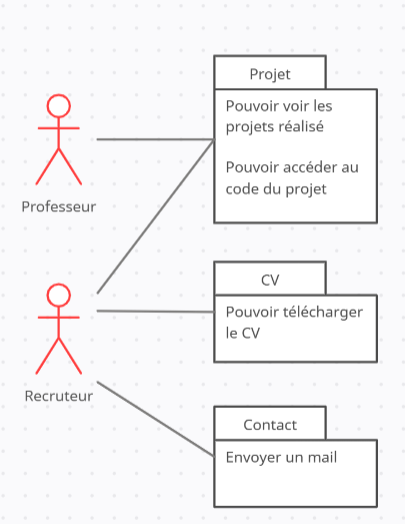 Projet
Pouvoir voir les
projets réalisé
Pouvoir accéder au
code du projet
Professeur
CV
Pouvoir télécharger
le CV
Recruteur
Contact
Envoyer un mail